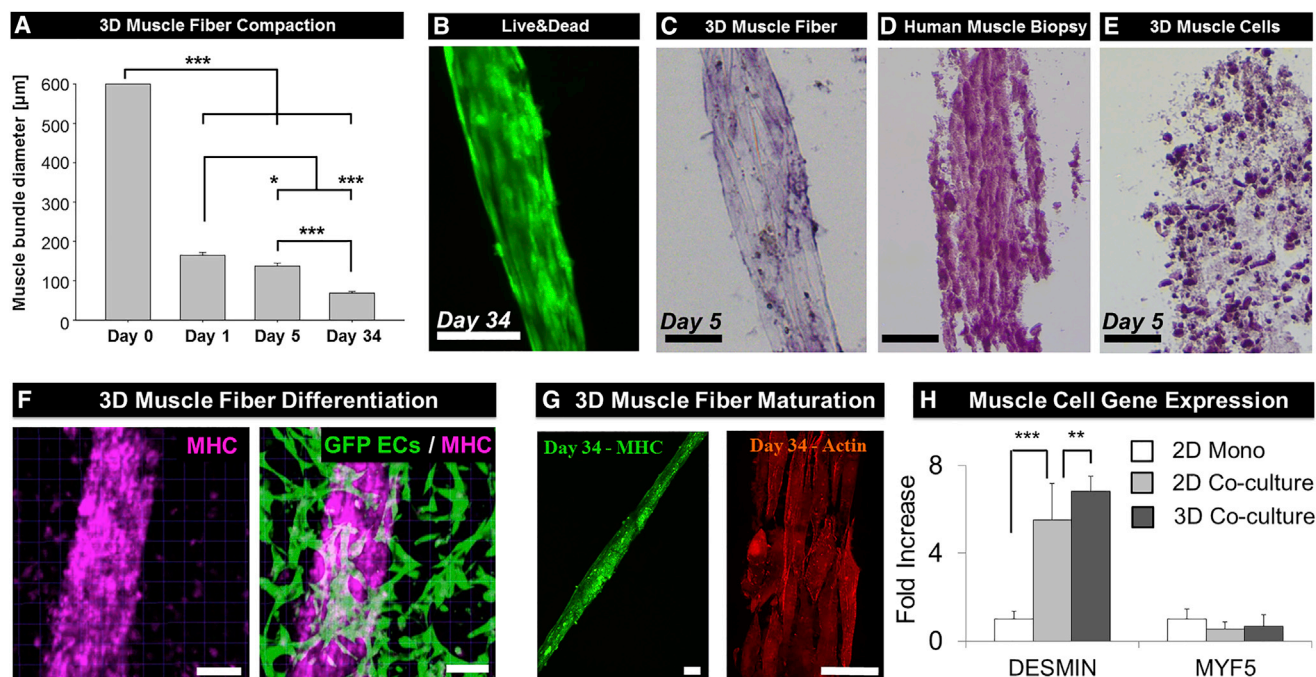 A 3D Muscle Fiber Compaction
Muscle bundle diameter [µm]
600
600
500
400
200
100
0
***
*
***
***
Day 0
Day 1
Day 5
Day 34
B Live&Dead
Day 34
C 3D Muscle Fiber
Day 5
D Human Muscle Biopsy
E 3D Muscle Cells
Day 5
F 3D Muscle Fiber Differentiation
MHC
GFP ECs / MHC
G 3D Muscle Fiber Maturation
Day 34 - MHC
Day 34 - Actin
H Muscle Cell Gene Expression
Fold Increase
8
4
0
***
**
2D Mono
2D Co-culture
3D Co-culture
DESMIN
MYF5